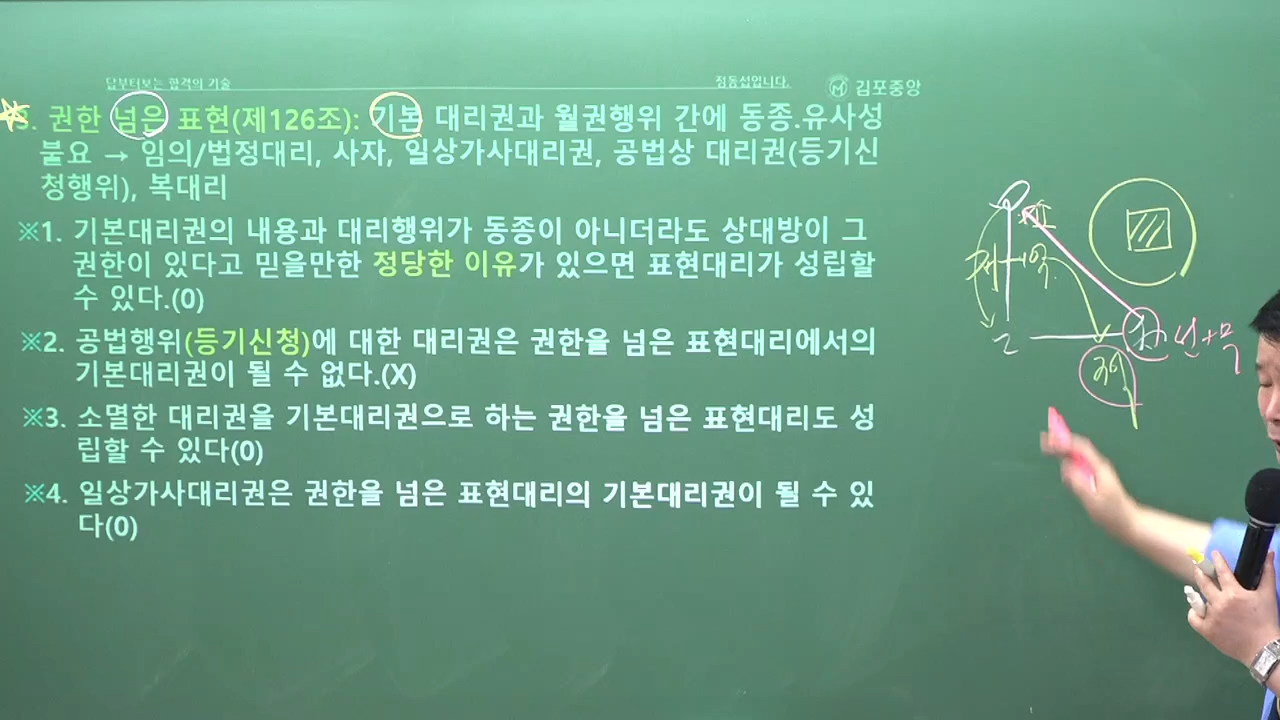 답부터보는 합격의 기술
정동섭입니다. 김포중앙
3. 권한 넘은 표현(제126조): 기본 대리권과 월권행위 간에 동종.유사성
불요 → 임의/법정대리, 사자, 일상가사대리권, 공법상 대리권(등기신
청행위), 복대리
※1. 기본대리권의 내용과 대리행위가 동종이 아니더라도 상대방이 그
권한이 있다고 믿을만한 정당한 이유가 있으면 표현대리가 성립할
수 있다.(0)
※2. 공법행위(등기신청)에 대한 대리권은 권한을 넘은 표현대리에서의
기본대리권이 될 수 없다.(X)
※3. 소멸한 대리권을 기본대리권으로 하는 권한을 넘은 표현대리도 성
립할 수 있다(0)
※4. 일상가사대리권은 권한을 넘은 표현대리의 기본대리권이 될 수 있
다(0)